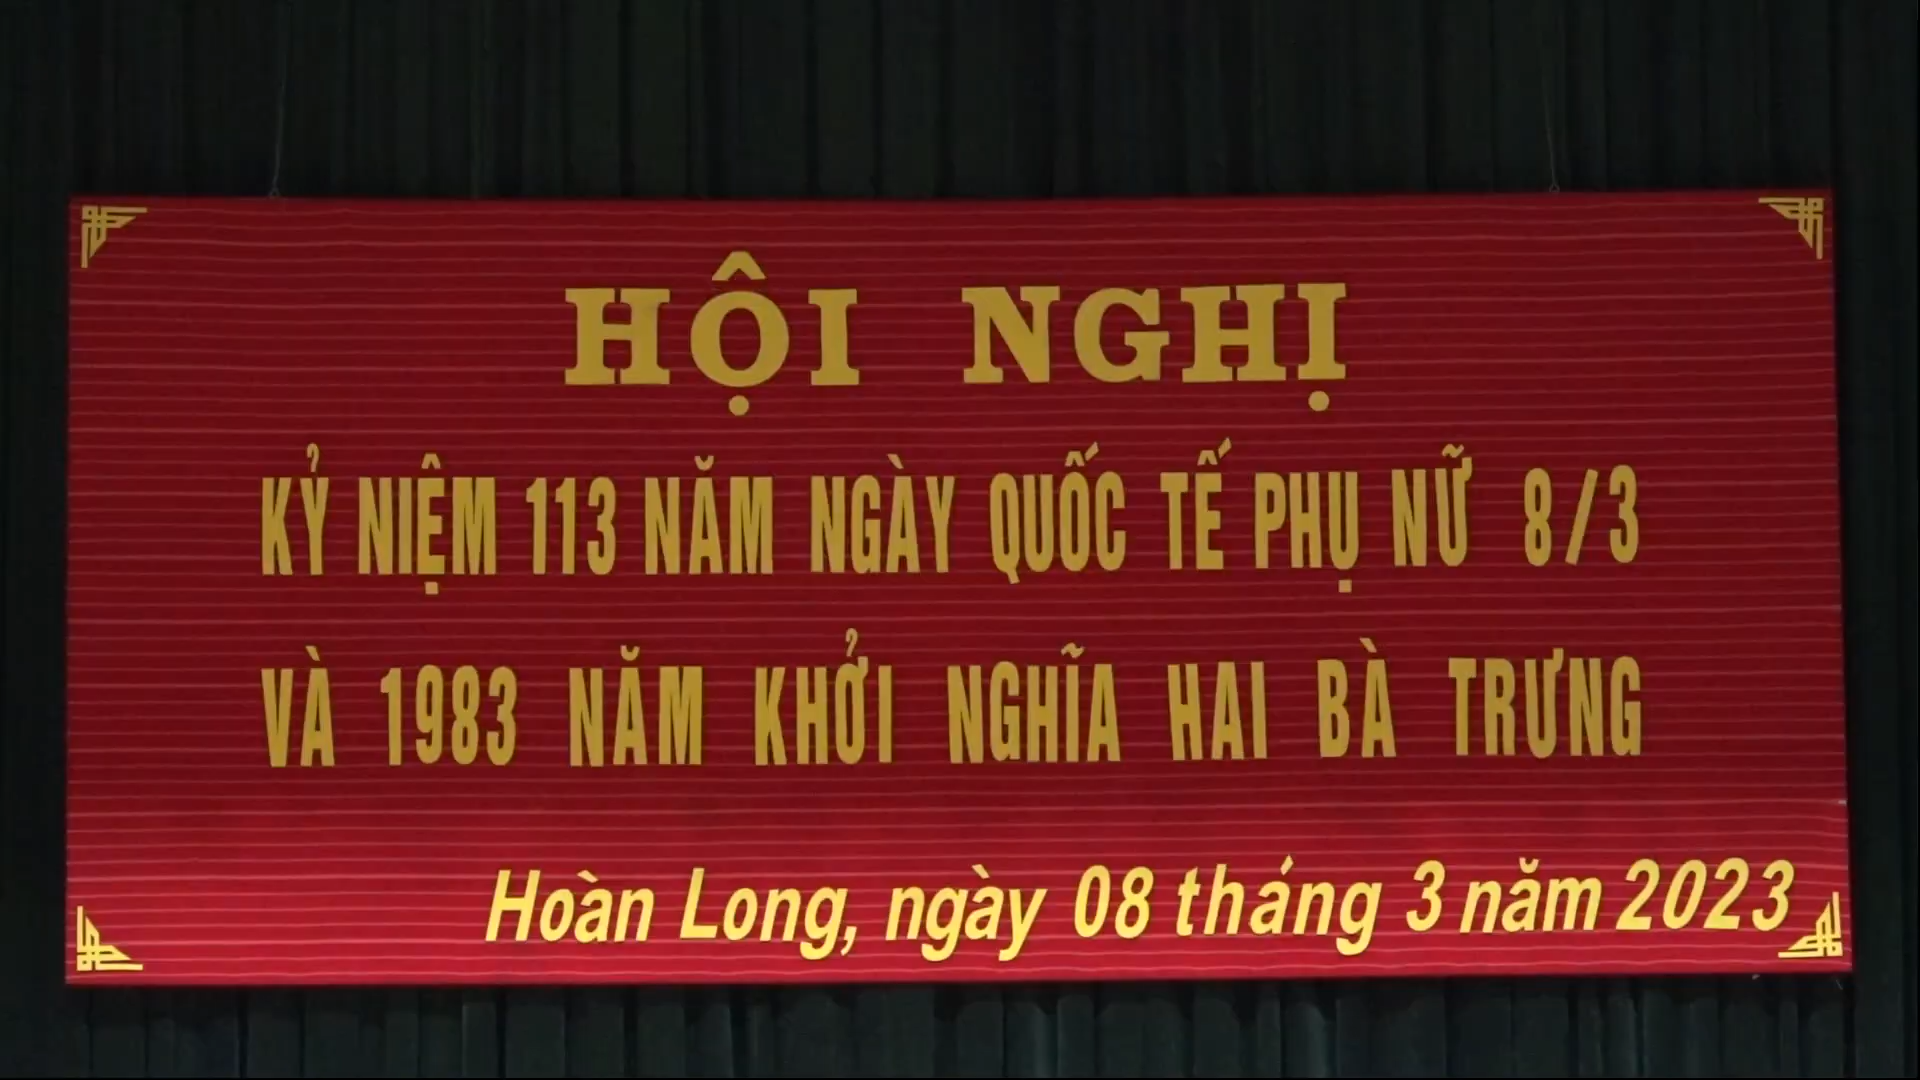 HỘI NGHỊ
KỶ NIỆM 113 NĂM NGÀY QUỐC TẾ PHỤ NỮ 8/3
VÀ 1983 NĂM KHỞI NGHĨA HAI BÀ TRƯNG
Hoàn Long, ngày 08 tháng 3 năm 2023